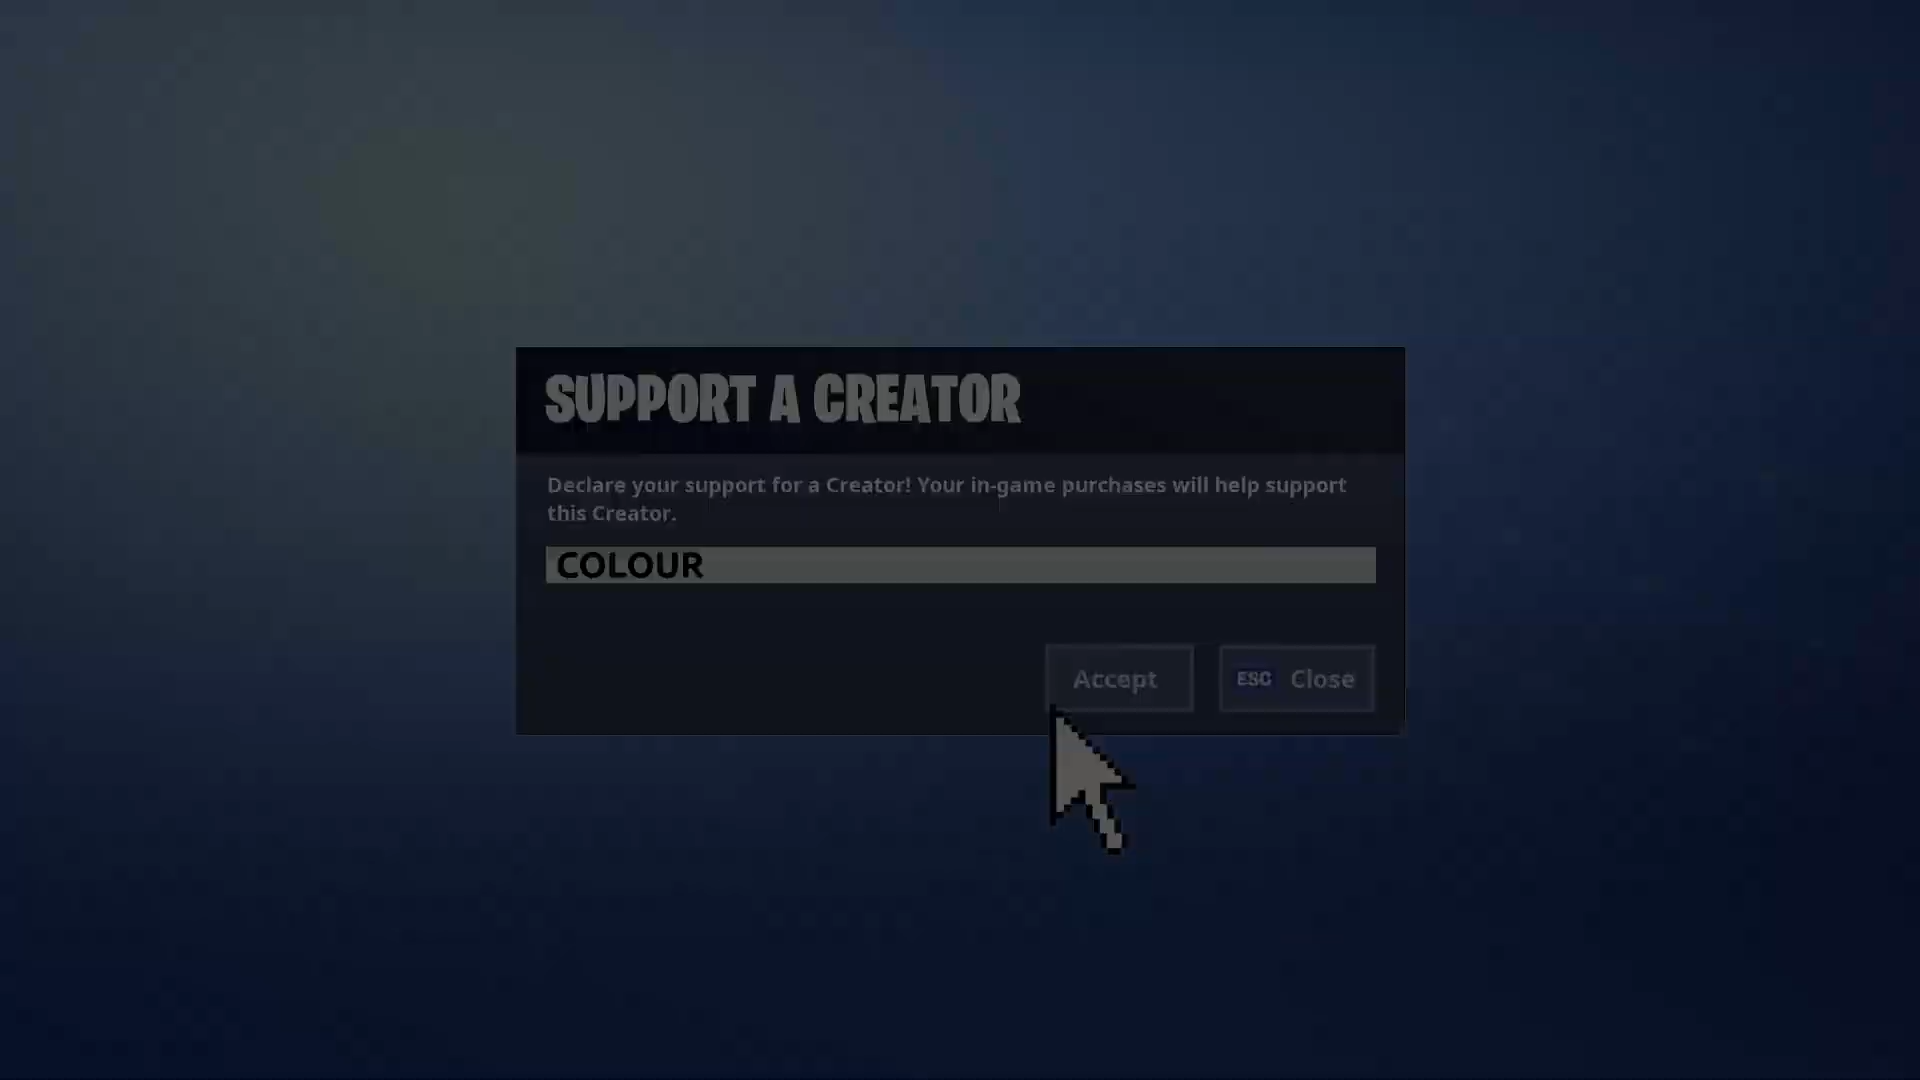 SUPPORT A CREATOR
Declare your support for a Creator! Your in-game purchases will help support
this Creator.
COLOUR
Accept
ESC Close